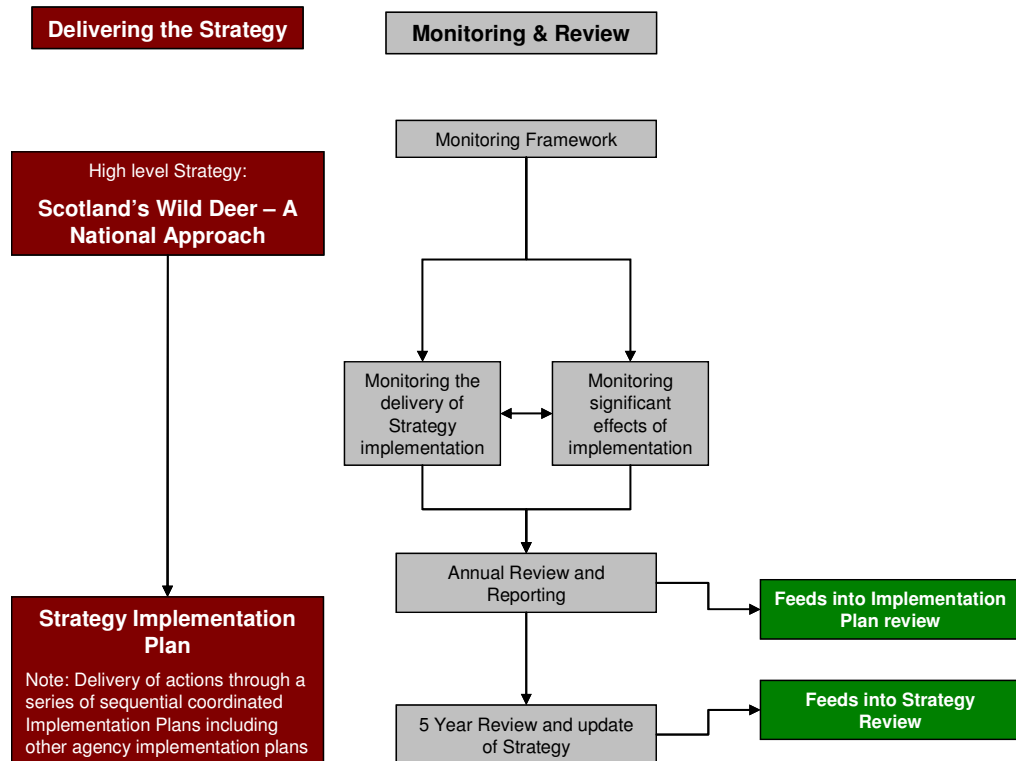 Delivering the Strategy
Monitoring & Review
High level Strategy:
Scotland's Wild Deer – A
National Approach
Strategy Implementation
Plan
Note: Delivery of actions through a
series of sequential coordinated
Implementation Plans including
other agency implementation plans
Monitoring Framework
Monitoring the
delivery of
Strategy
implementation
Monitoring
significant
effects of
implementation
Annual Review and
Reporting
5 Year Review and update
of Strategy
Feeds into Implementation
Plan review
Feeds into Strategy
Review